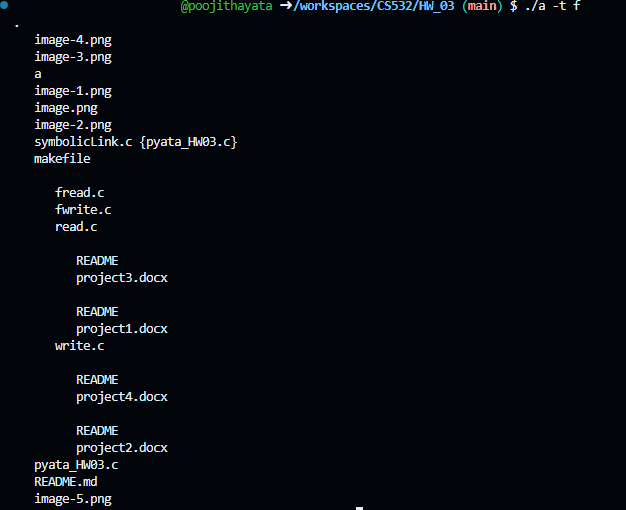 @poojithayata ➜/workspaces/CS532/HW_03 (main) $ ./a -t f
.
image-4.png
image-3.png
a
image-1.png
image.png
image-2.png
symbolicLink.c {pyata_HW03.c}
makefile
fread.c
fwrite.c
read.c
README
project3.docx
README
project1.docx
write.c
README
project4.docx
README
project2.docx
pyata_HW03.c
README.md
image-5.png